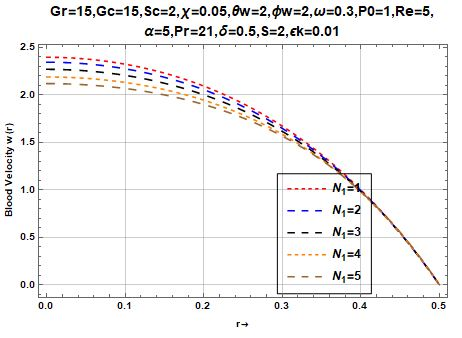 Gr=15,Gc=15,Sc=2,χ=0.05,θw=2,ϕw=2,ω=0.3,P0=1,Re=5,
α=5,Pr=21,δ=0.5,S=2,ϵk=0.01
Blood Velocity w (r)
2.5
2.0
1.5
1.0
0.5
0.0
N₁=1
N₁=2
N₁=3
N₁=4
N₁=5
0.0 0.1 0.2 0.3 0.4 0.5
r→